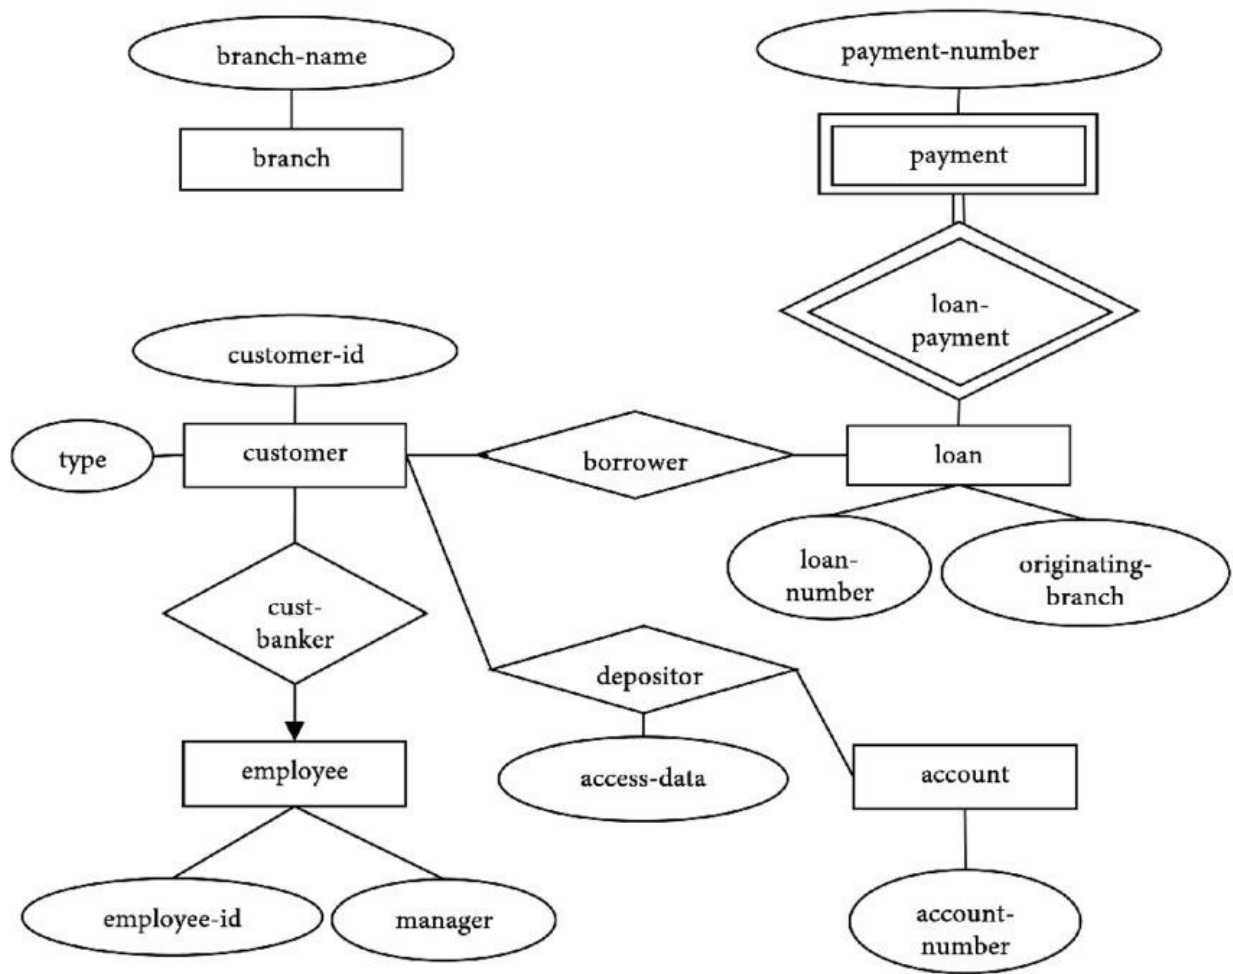 branch-name
payment-number
branch
payment
loan-
payment
customer-id
type
customer
borrower
loan
loan-
number
originating-
branch
cust-
banker
depositor
employee
access-data
account
employee-id
manager
account-
number